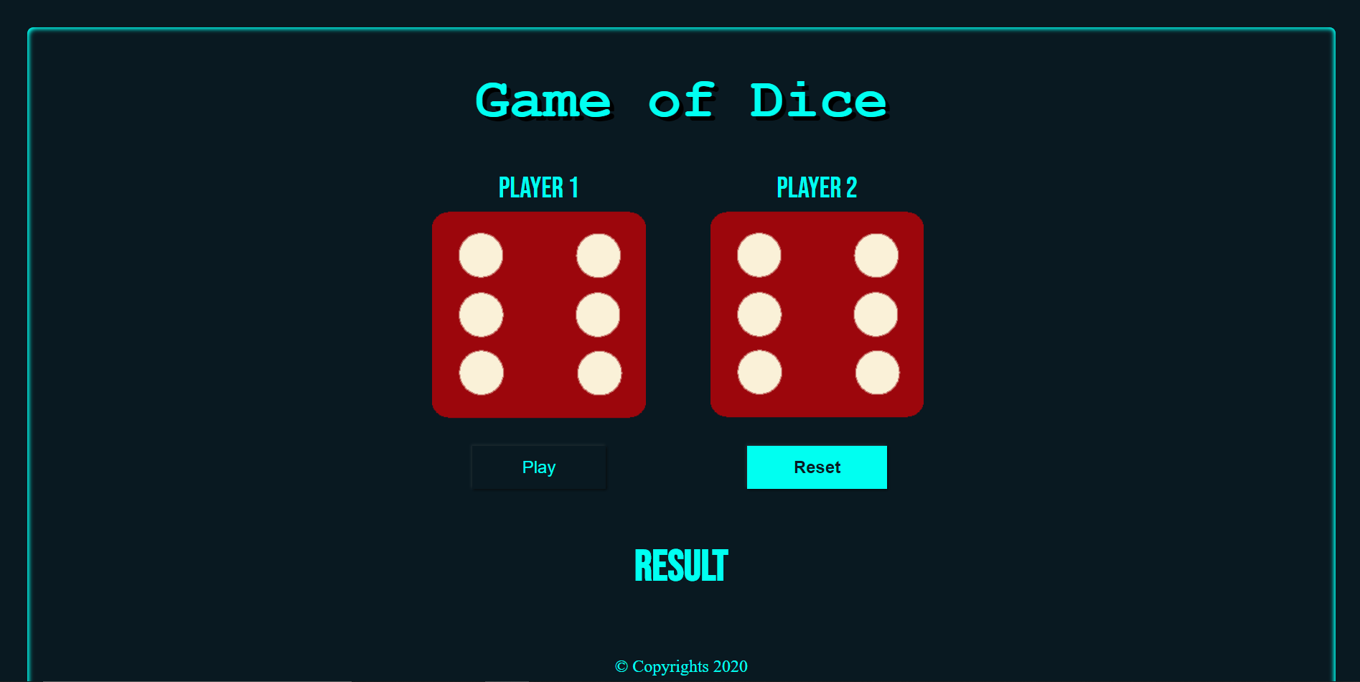 Game of Dice
PLAYER 1
PLAYER 2
Play
Reset
RESULT
© Copyrights 2020